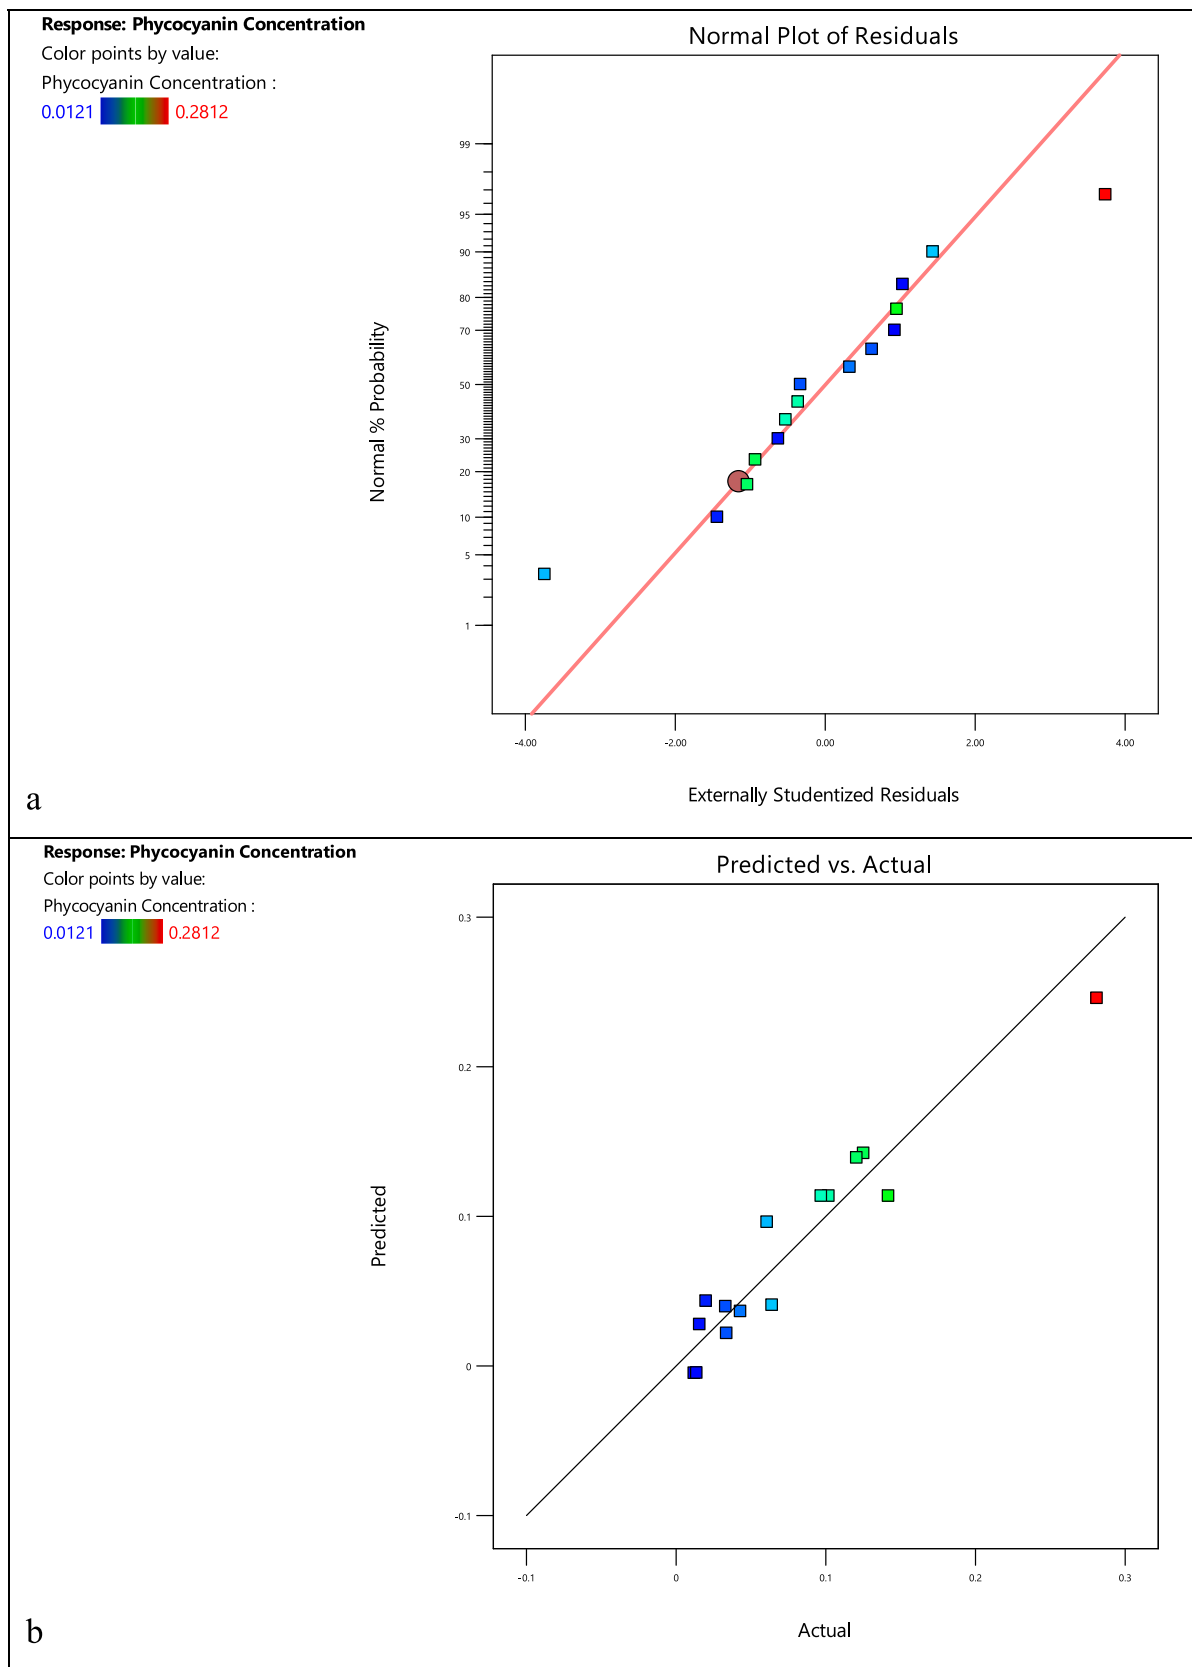 Response: Phycocyanin Concentration
Color points by value:
Phycocyanin Concentration :
0.0121 0.2812
Normal Plot of Residuals
Normal % Probability
99
95
90
80
70
50
30
20
10
5
1
-4.00 -2.00 0.00 2.00 4.00
Externally Studentized Residuals
a
Response: Phycocyanin Concentration
Color points by value:
Phycocyanin Concentration :
0.0121 0.2812
Predicted vs. Actual
Predicted
0.3
0.2
0.1
0
-0.1
-0.1 0 0.1 0.2 0.3
Actual
b